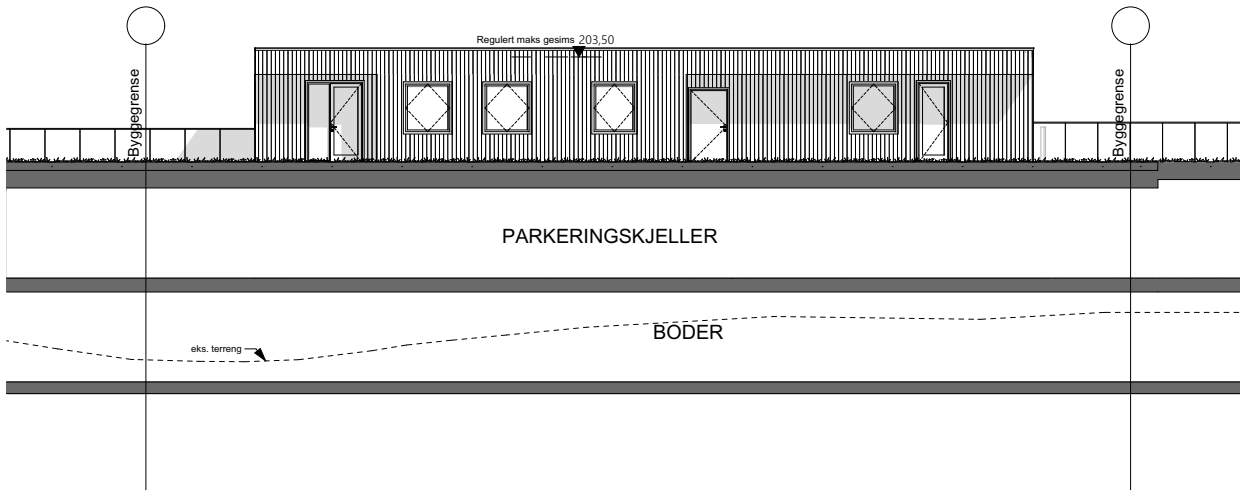 Regulert maks gesims 203,50
Byggegrense
Byggegrense
PARKERINGSKJELLER
BODER
eks. terreng